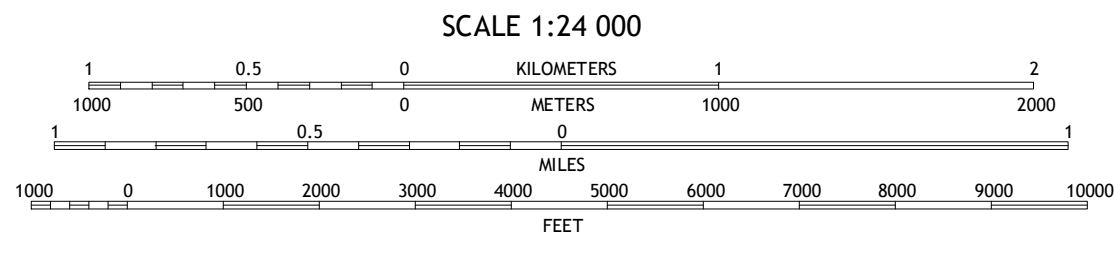 SCALE 1:24 000
1 0.5 0 KILOMETERS 1 2
1000 500 0 METERS 1000 2000
1 0.5 0 1
MILES
1000 0 1000 2000 3000 4000 5000 6000 7000 8000 9000 10000
FEET